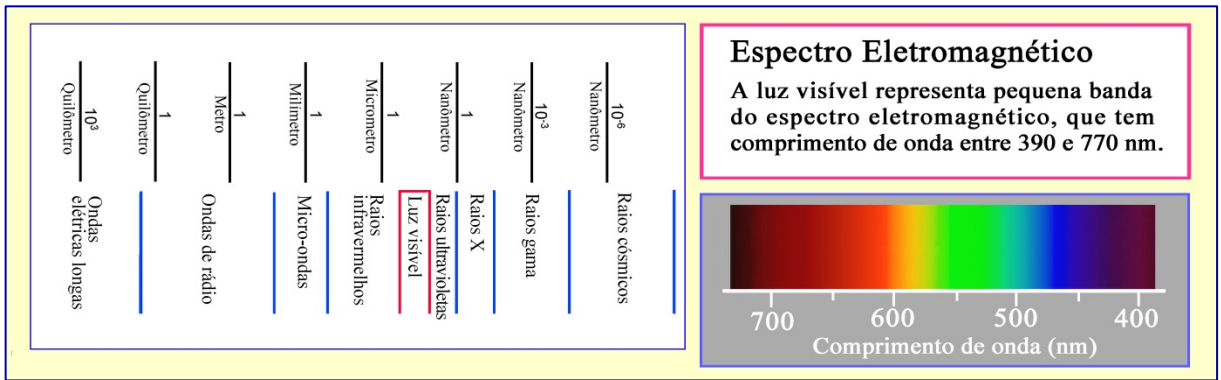 10³
Quilômetro
1
Quilômetro
1
Metro
1
Milímetro
1
Micrometro
1
Nanômetro
10⁻³
Nanômetro
10⁻⁶
Nanômetro
Ondas
elétricas longas
Ondas de rádio
Micro-ondas
Raios
infravermelhos
Luz visível
Raios ultravioletas
Raios X
Raios gama
Raios cósmicos
Espectro Eletromagnético
A luz visível representa pequena banda
do espectro eletromagnético, que tem
comprimento de onda entre 390 e 770 nm.
700 600 500 400
Comprimento de onda (nm)